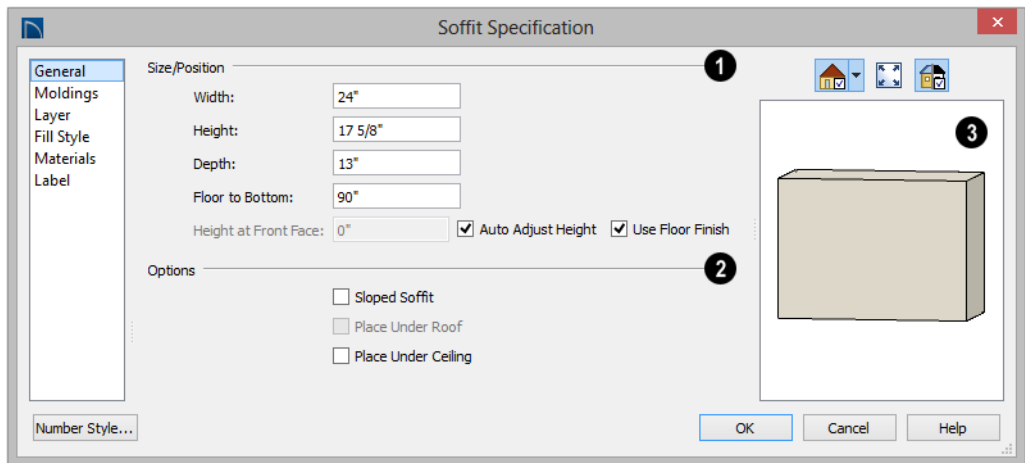 Soffit Specification
General
Moldings
Layer
Fill Style
Materials
Label
Size/Position
1
Width: 24"
Height: 17 5/8"
Depth: 13"
Floor to Bottom: 90"
Height at Front Face: 0" Auto Adjust Height Use Floor Finish
Options
2
Sloped Soffit
Place Under Roof
Place Under Ceiling
3
Number Style... OK Cancel Help